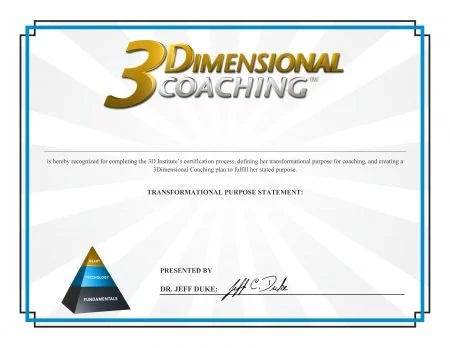 3Dimensional
Coaching™
is hereby recognized for completing the 3D Institute's certification process, defining her transformational purpose for coaching, and creating a
3Dimensional Coaching plan to fulfill her stated purpose.
TRANSFORMATIONAL PURPOSE STATEMENT:
HEART
PSYCHOLOGY
FUNDAMENTALS
PRESENTED BY
DR. JEFF DUKE: Jeff C. Duke